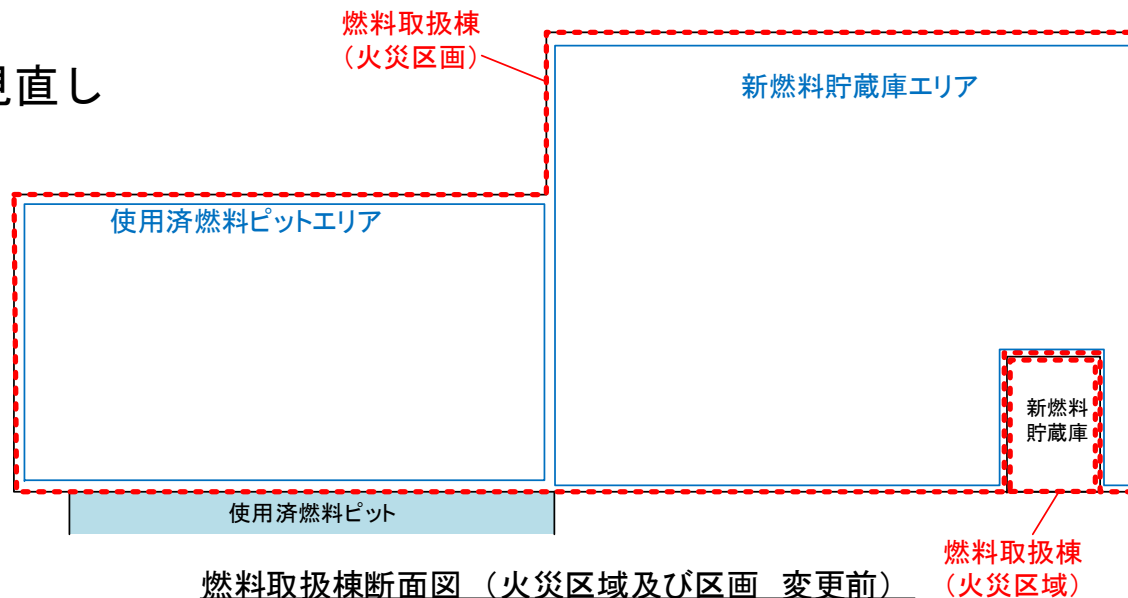 燃料取扱棟
（火災区画）
見直し
新燃料貯蔵庫エリア
使用済燃料ピットエリア
新燃料
貯蔵庫
使用済燃料ピット
燃料取扱棟
（火災区域）
燃料取扱棟断面図 （火災区域及び区画 変更前）